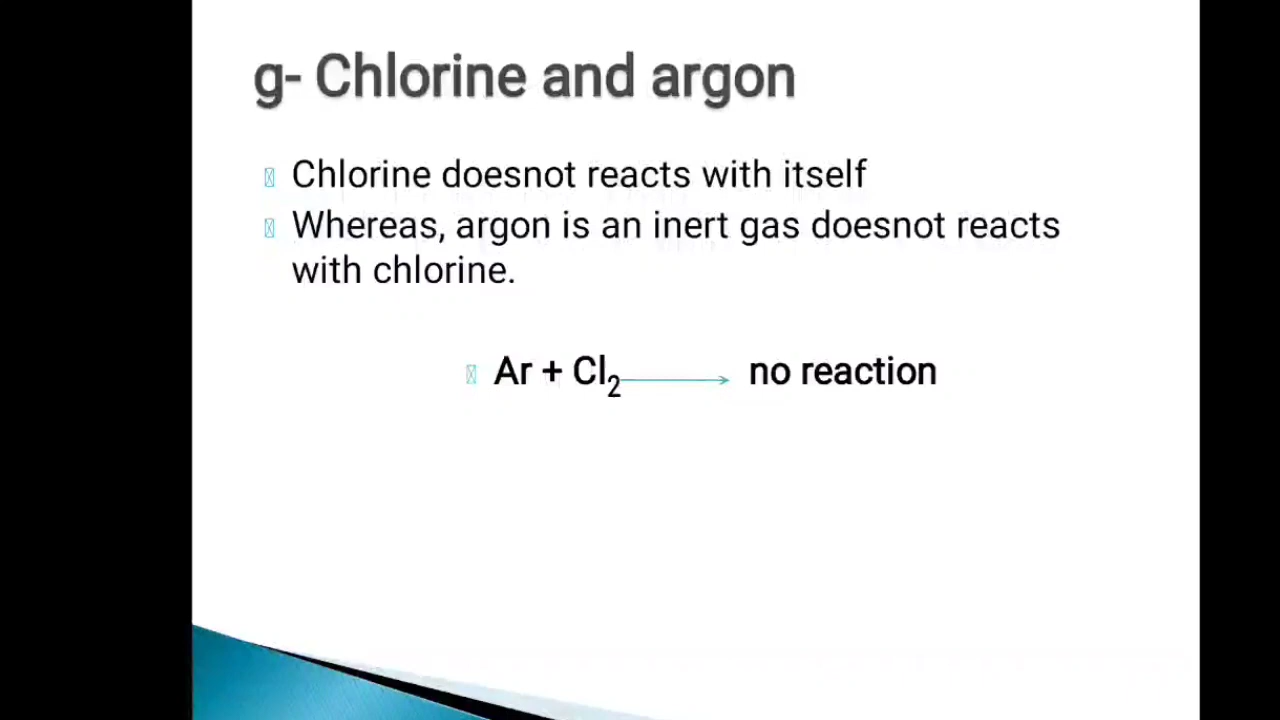 g- Chlorine and argon
Chlorine doesnot reacts with itself
Whereas, argon is an inert gas doesnot reacts
with chlorine.
Ar + Cl₂ → no reaction